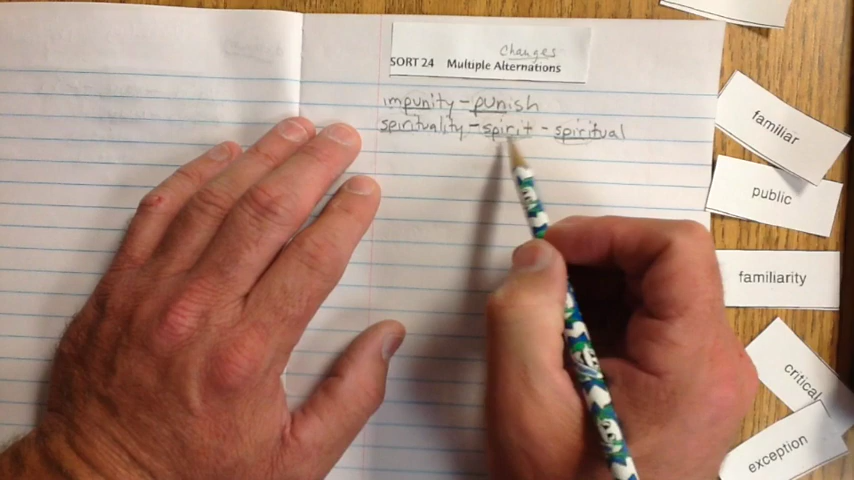 Changes
SORT 24 Multiple Alternations
impunity - punish
spirituality - spirit - spiritual
familiar
public
familiarity
critical
exception